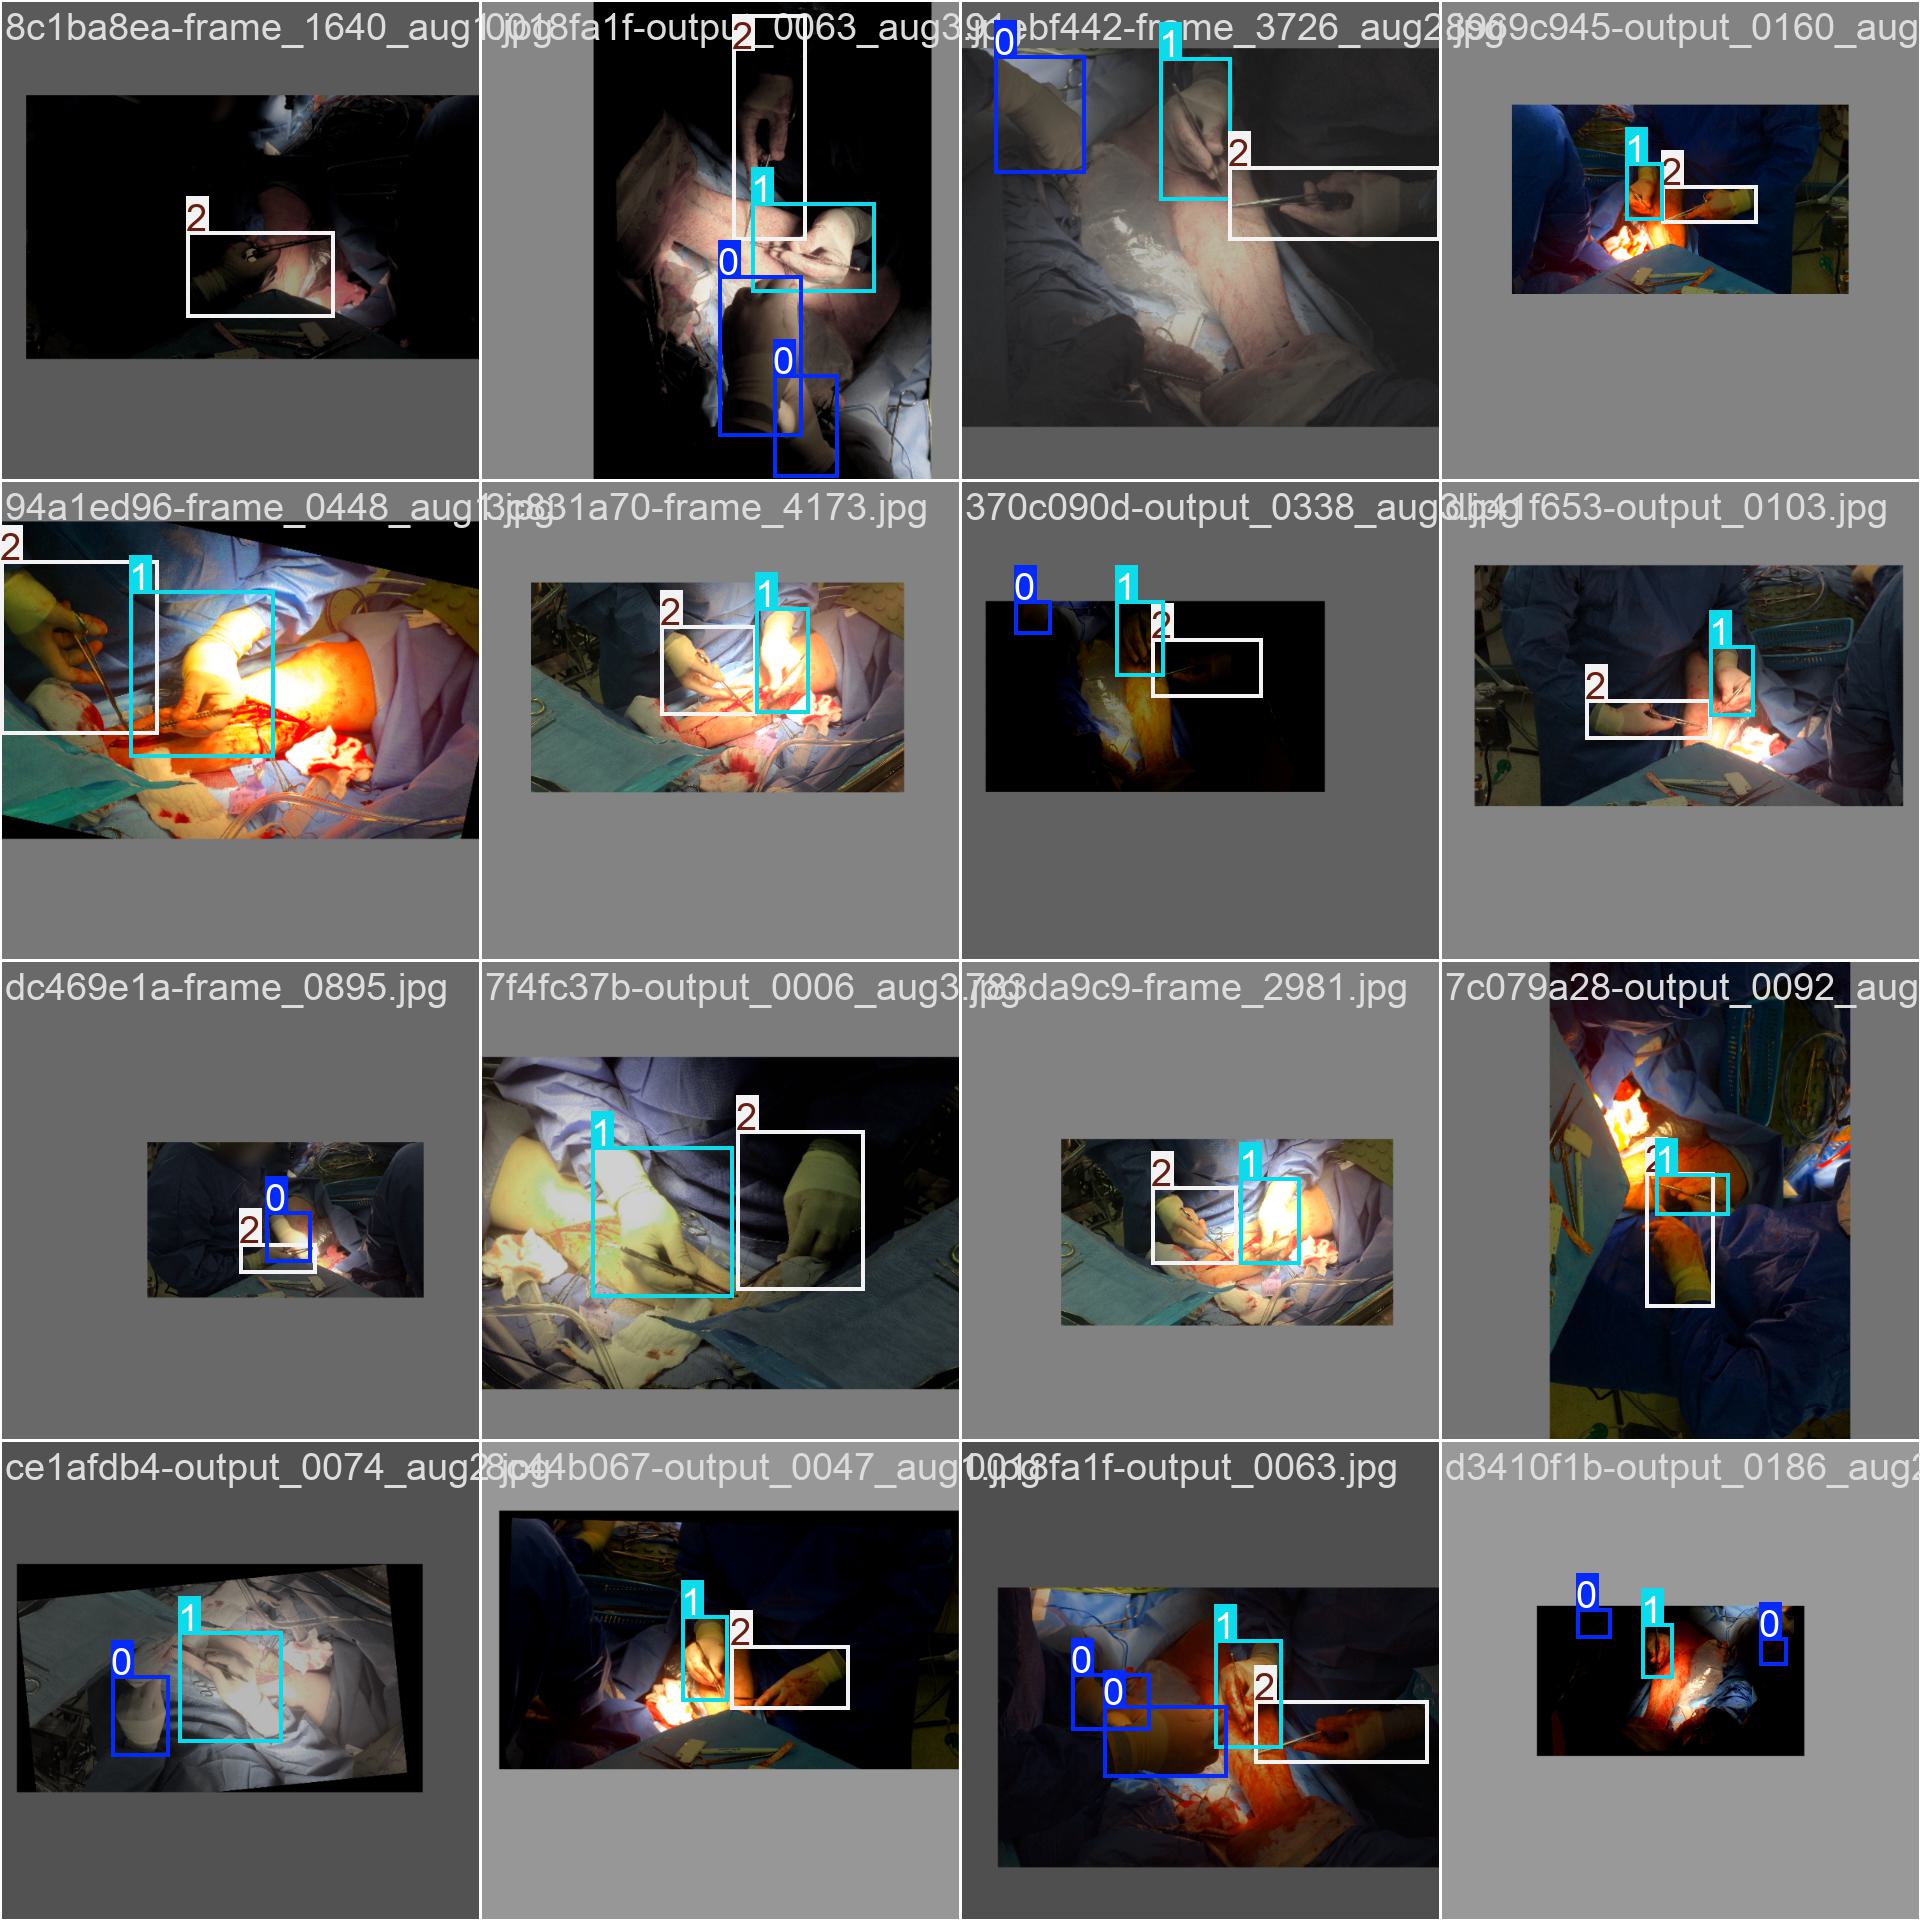 8c1ba8ea-frame_1640_aug1.jpg
0018fa1f-output_0063_aug3.jpg
ebf442-frame_3726_aug2.jpg
8969c945-output_0160_aug
2
2
1
0
0
0
1
2
1
2
94a1ed96-frame_0448_aug1.jpg
831a70-frame_4173.jpg
370c090d-output_0338_aug3.jpg
41f653-output_0103.jpg
2
1
2
1
0
1
2
2
1
dc469e1a-frame_0895.jpg
7f4fc37b-output_0006_aug3.jpg
783da9c9-frame_2981.jpg
7c079a28-output_0092_aug
2
0
1
2
2
1
2
1
ce1afdb4-output_0074_aug2.jpg
8c44b067-output_0047_aug1.jpg
0018fa1f-output_0063.jpg
d3410f1b-output_0186_aug2
0
1
1
2
0
0
1
2
0
1
0